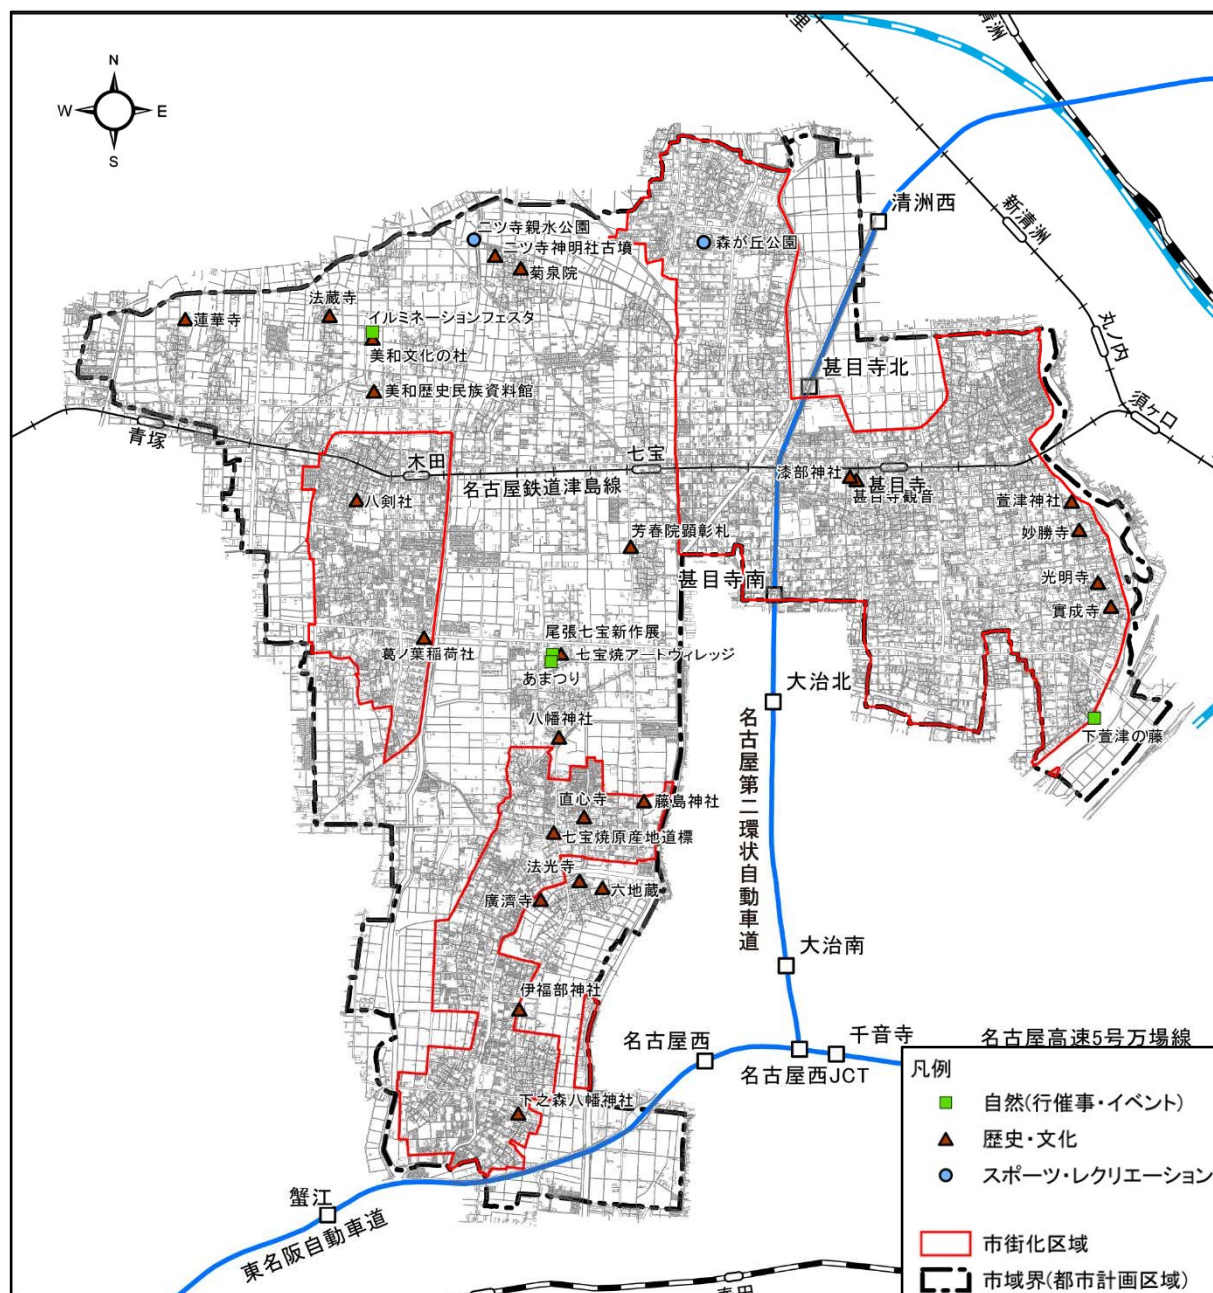 清洲
里
N
W
E
S
清洲西
新清洲
二ツ寺親水公園
二ツ寺神明社古墳
森が丘公園
菊泉院
法蔵寺
蓮華寺
イルミネーションフェスタ
美和文化の杜
丸ノ内
甚目寺北
美和歴史民族資料館
須ケ口
青塚
木田
七宝
名古屋鉄道津島線
漆部神社
甚目寺
甚目寺観音
八剣社
萱津神社
芳春院顕彰札
妙勝寺
甚目寺南
光明寺
實成寺
尾張七宝新作展
葛ノ葉稲荷社
七宝焼アートヴィレッジ
あまつり
大治北
八幡神社
下萱津の藤
名古屋第二環状自動車道
直心寺
藤島神社
七宝焼原産地道標
法光寺
六地蔵
廣濟寺
大治南
伊福部神社
名古屋西
千音寺
名古屋高速5号万場線
名古屋西JCT
凡例
自然(行催事・イベント)
下之森八幡神社
歴史・文化
スポーツ・レクリエーション
蟹江
東名阪自動車道
市街化区域
市域界(都市計画区域)